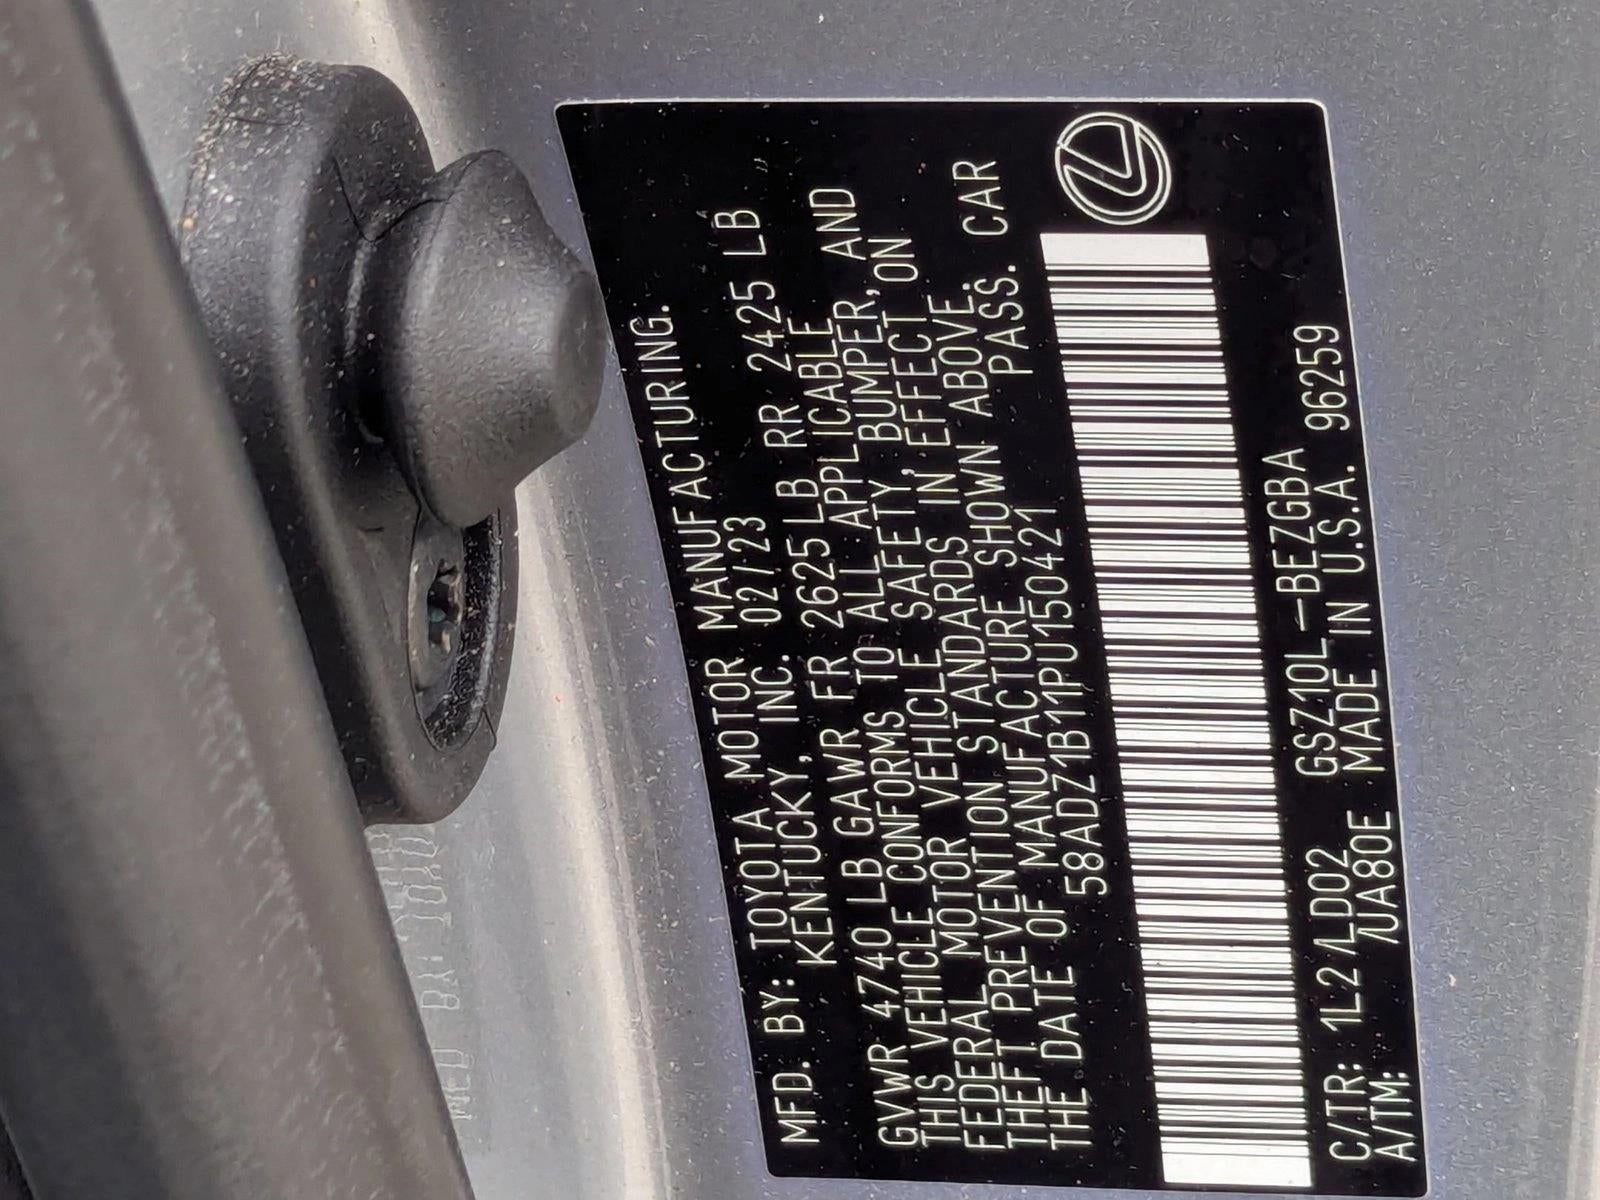 MFD. BY: TOYOTA MOTOR MANUFACTURING.
KENTUCKY, INC. 02/23
GVWR 4740 LB GAWR FR 2625LB RR 2425 LB
THIS VEHICLE CONFORMS TO ALL APPLICABLE
FEDERAL MOTOR VEHICLE SAFETY, BUMPER, AND
THEFT PREVENTION STANDARDS IN EFFECT ON
THE DATE OF MANUFACTURE SHOWN ABOVE.
58ADZ1B11PU150421 PASS. CAR
C/TR: 1L2/LD02 GSZ10L-BEZGBA
A/TM: /UA80E MADE IN U.S.A. 96259